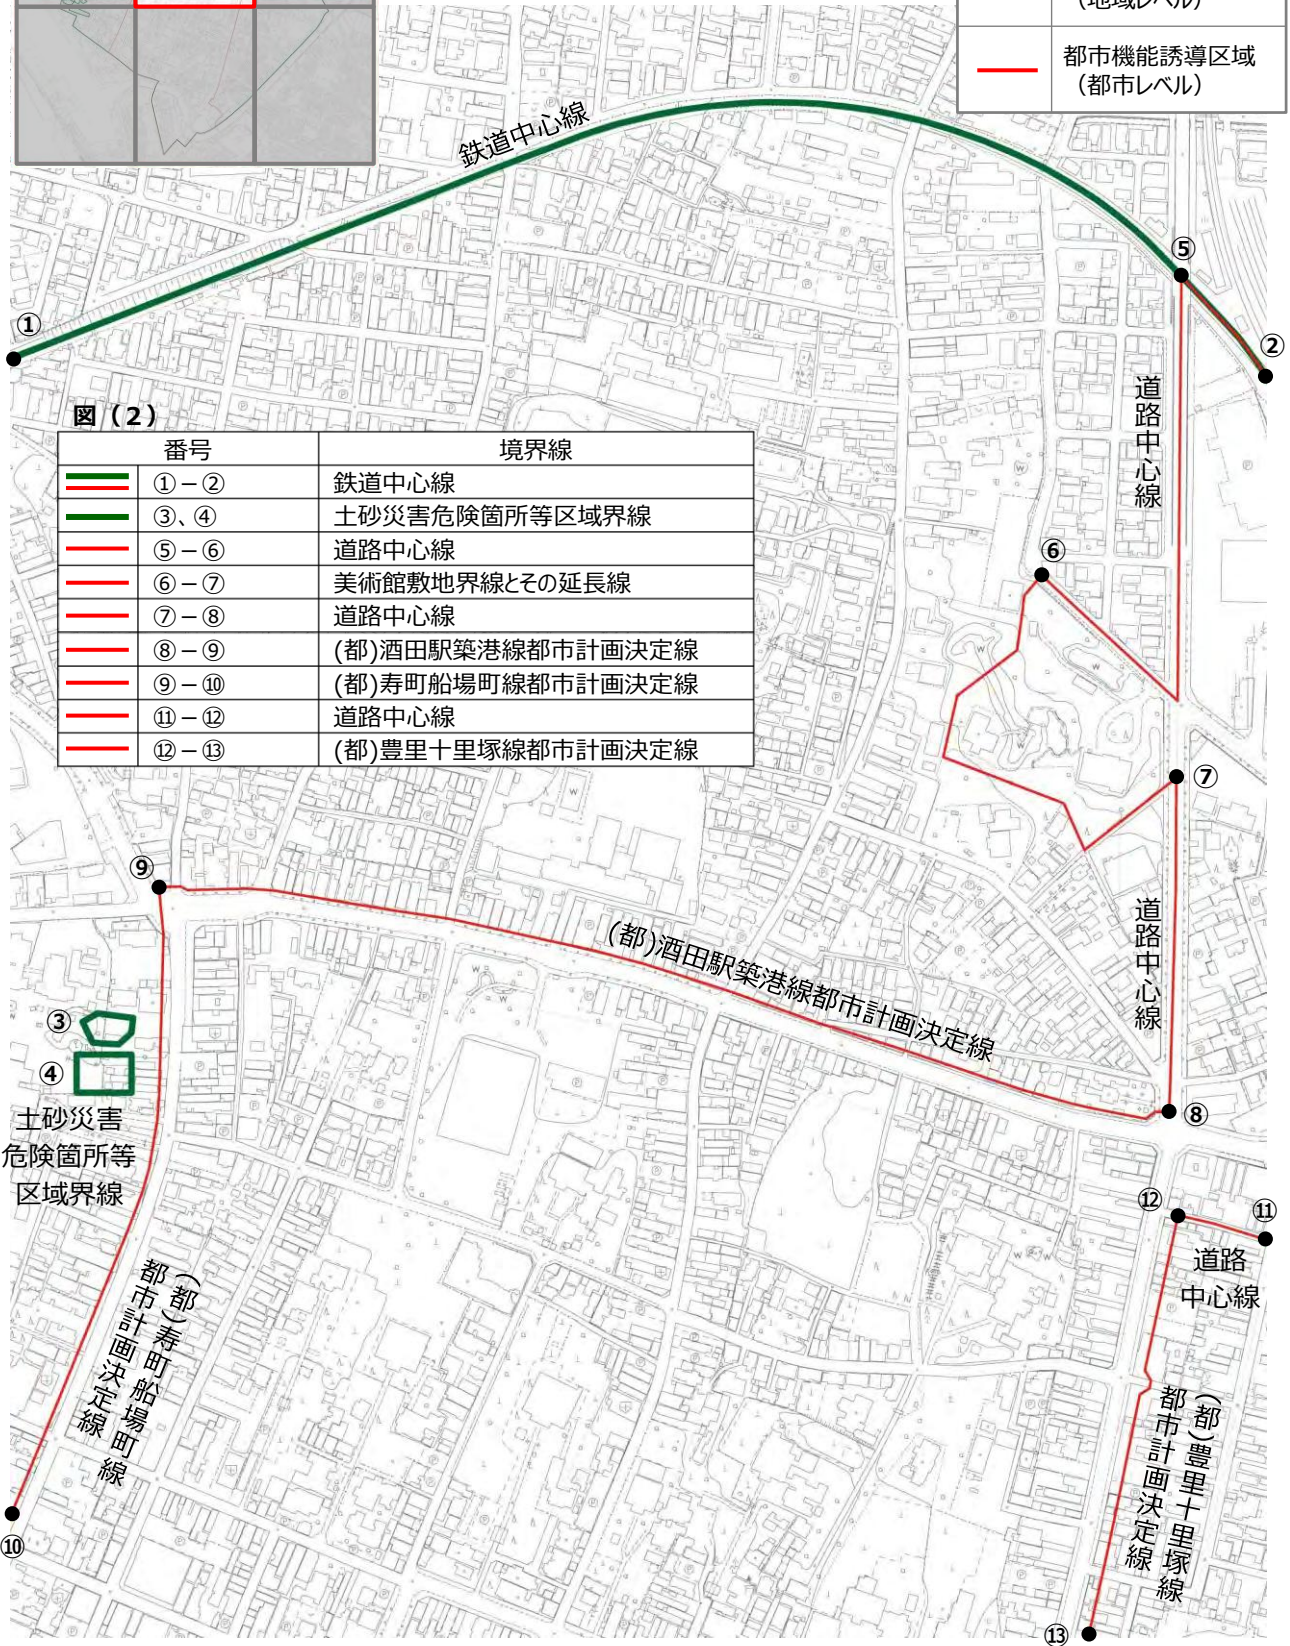 （地域レベル）
都市機能誘導区域
（都市レベル）
鉄道中心線
①
⑤
②
道路中心線
図（2）
番号 境界線
①－② 鉄道中心線
③、④ 土砂災害危険箇所等区域界線
⑤－⑥ 道路中心線
⑥－⑦ 美術館敷地界線とその延長線
⑦－⑧ 道路中心線
⑧－⑨ (都)酒田駅築港線都市計画決定線
⑨－⑩ (都)寿町船場町線都市計画決定線
⑪－⑫ 道路中心線
⑫－⑬ (都)豊里十里塚線都市計画決定線
⑥
⑦
⑨
(都)酒田駅築港線都市計画決定線
道路中心線
③
④
土砂災害
危険箇所等
区域界線
⑧
⑫
⑪
道路
中心線
(都)寿町船場町線
都市計画決定線
(都)豊里十里塚線
都市計画決定線
⑩
⑬